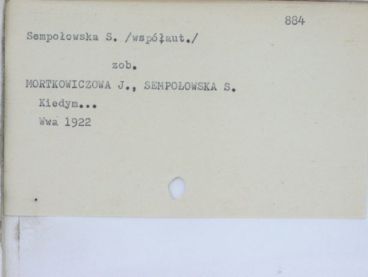 884
Sempołowska S. /współaut./
zob.
MORTKOWICZOWA J., SEMPOŁOWSKA S.
Kiedym...
Wwa 1922